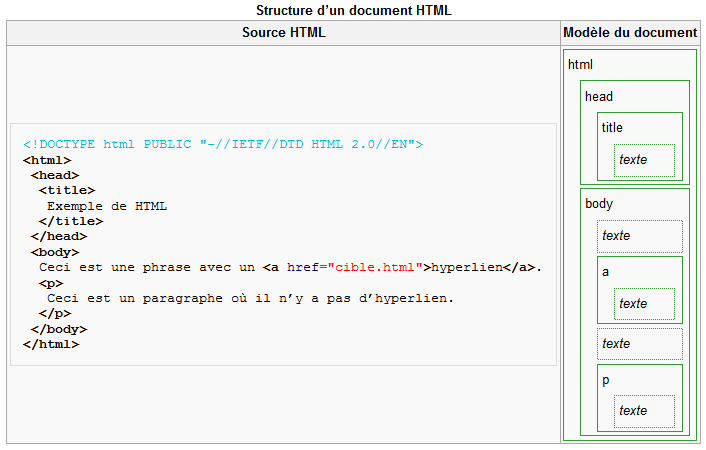 Structure d’un document HTML
Source HTML
Modèle du document
<!DOCTYPE html PUBLIC "-//IETF//DTD HTML 2.0//EN">
<html>
<head>
<title>
Exemple de HTML
</title>
</head>
<body>
Ceci est une phrase avec un <a href="cible.html">hyperlien</a>.
<p>
Ceci est un paragraphe où il n’y a pas d’hyperlien.
</p>
</body>
</html>
html
head
title
texte
body
texte
a
texte
texte
p
texte